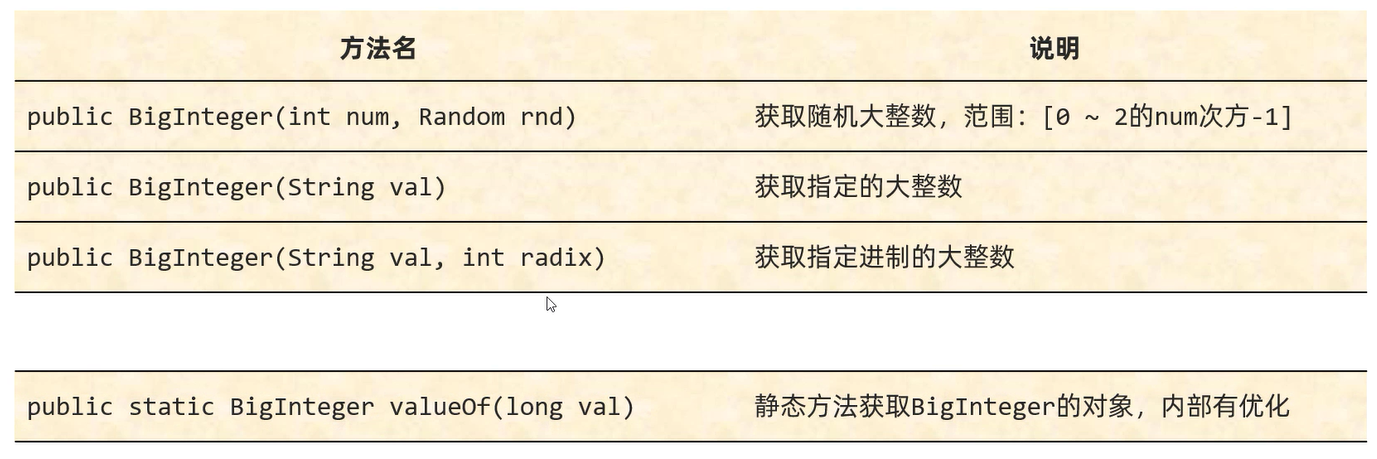 方法名 说明
public BigInteger(int num, Random rnd) 获取随机大整数，范围：[0 ~ 2的num次方-1]
public BigInteger(String val) 获取指定的大整数
public BigInteger(String val, int radix) 获取指定进制的大整数
public static BigInteger valueOf(long val) 静态方法获取BigInteger的对象，内部有优化